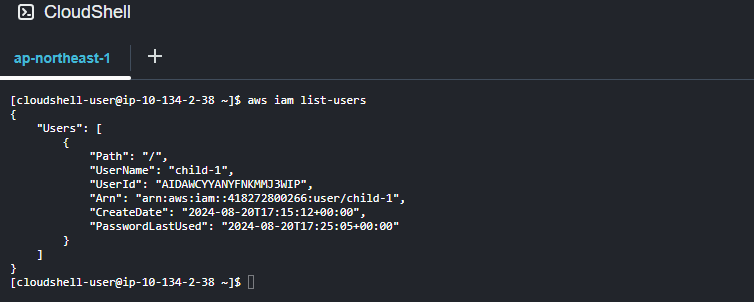 CloudShell
ap-northeast-1
[cloudshell-user@ip-10-134-2-38 ~]$ aws iam list-users
{
    "Users": [
        {
            "Path": "/",
            "UserName": "child-1",
            "UserId": "AIDAWCYYANYFNKMMJ3WIP",
            "Arn": "arn:aws:iam::418272800266:user/child-1",
            "CreateDate": "2024-08-20T17:15:12+00:00",
            "PasswordLastUsed": "2024-08-20T17:25:05+00:00"
        }
    ]
}
[cloudshell-user@ip-10-134-2-38 ~]$